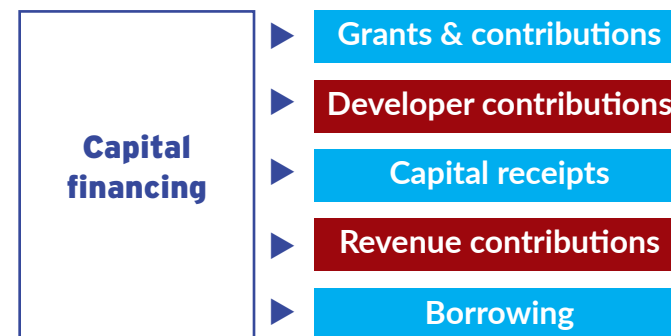 Capital
financing
Grants & contributions
Developer contributions
Capital receipts
Revenue contributions
Borrowing